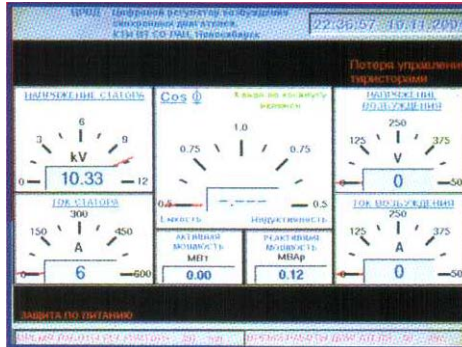 ЦРВД - Цифровой регулятор возбуждения
синхронных двигателей.
КТИ ВТ СО РАН, Новосибирск
22:36:57 10.11.200
Потеря управлени
тиристорами
НАПРЯЖЕНИЕ СТАТОРА
0 3 6 9 12
kV
10.33
ТОК СТАТОРА
0 150 300 450 600
A
6
Cos Ф
0.5 0.75 1.0 0.75 0.5
-.---
Емкость Индуктивность
АКТИВНАЯ
МОЩНОСТЬ
МВт
0.00
РЕАКТИВНАЯ
МОЩНОСТЬ
МВАр
0.12
НАПРЯЖЕНИЕ
ВОЗБУЖДЕНИЯ
0 125 250 375 50
V
0
ТОК ВОЗБУЖДЕНИЯ
0 125 250 375 50
A
0
ЗАЩИТА ПО ПИТАНИЮ